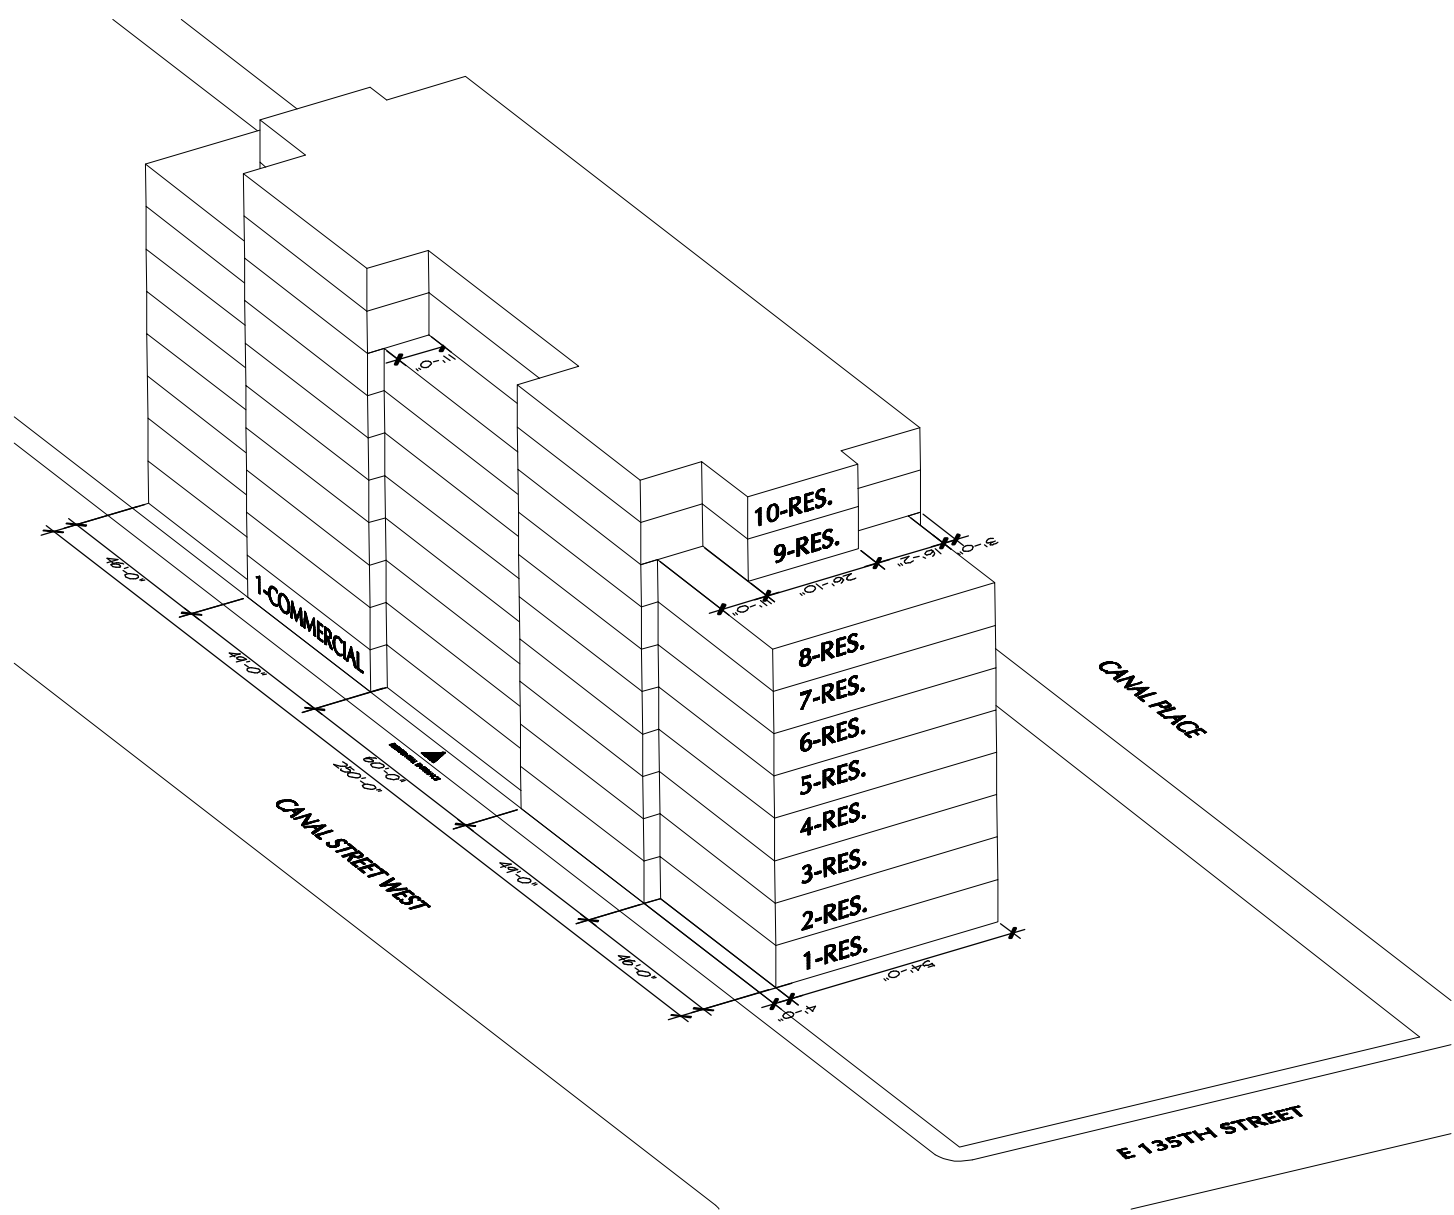 10-RES.
9-RES.
11'-0"
3'-0"
16'-2"
26'-10"
11'-0"
8-RES.
7-RES.
6-RES.
5-RES.
4-RES.
3-RES.
2-RES.
1-RES.
1-COMMERCIAL
46'-0"
49'-0"
60'-0"
250'-0"
49'-0"
46'-0"
54'-0"
4'-0"
CANAL PLACE
CANAL STREET WEST
E 135TH STREET